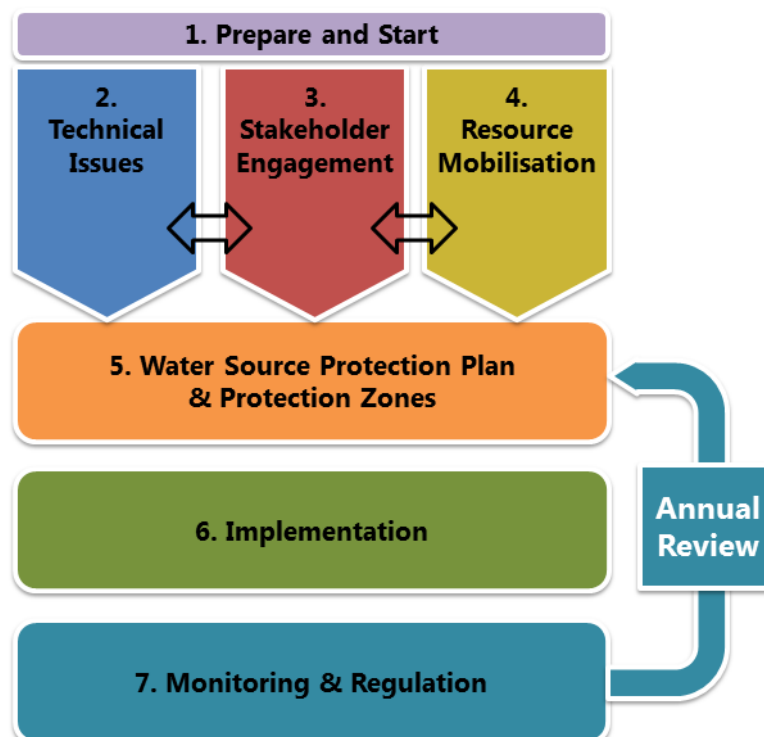 1. Prepare and Start
2.
Technical
Issues
3.
Stakeholder
Engagement
4.
Resource
Mobilisation
5. Water Source Protection Plan
& Protection Zones
6. Implementation
Annual
Review
7. Monitoring & Regulation